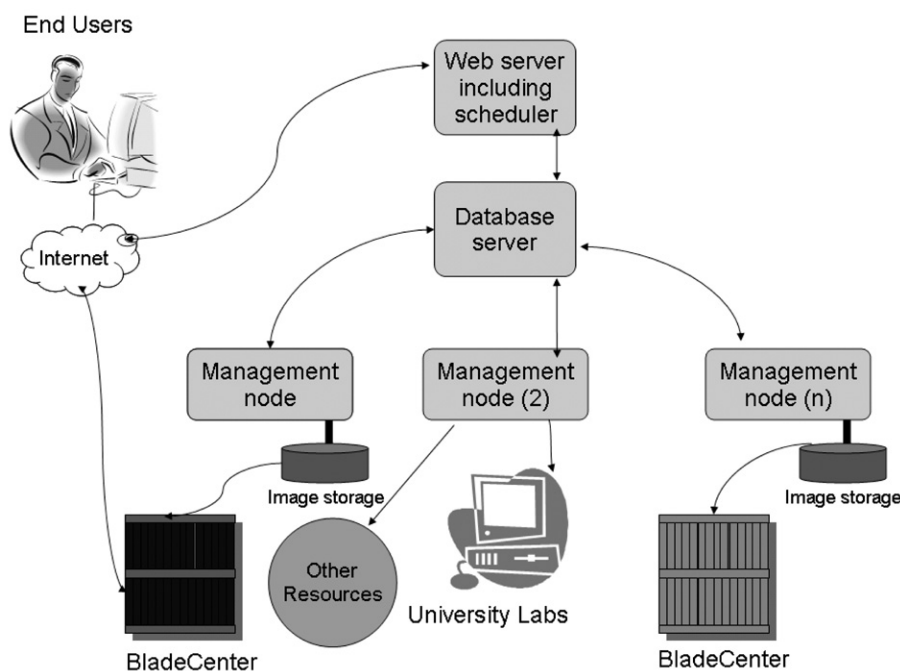 End Users
Web server
including
scheduler
Internet
Database
server
Management
node
Management
node (2)
Management
node (n)
Image storage
Image storage
Other
Resources
University Labs
BladeCenter
BladeCenter